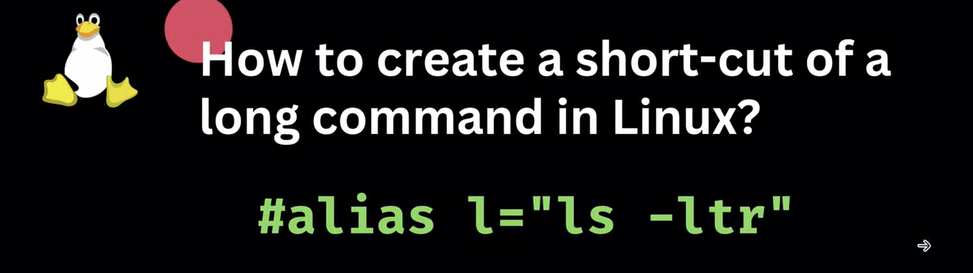 How to create a short-cut of a
long command in Linux?
#alias l="ls -ltr"